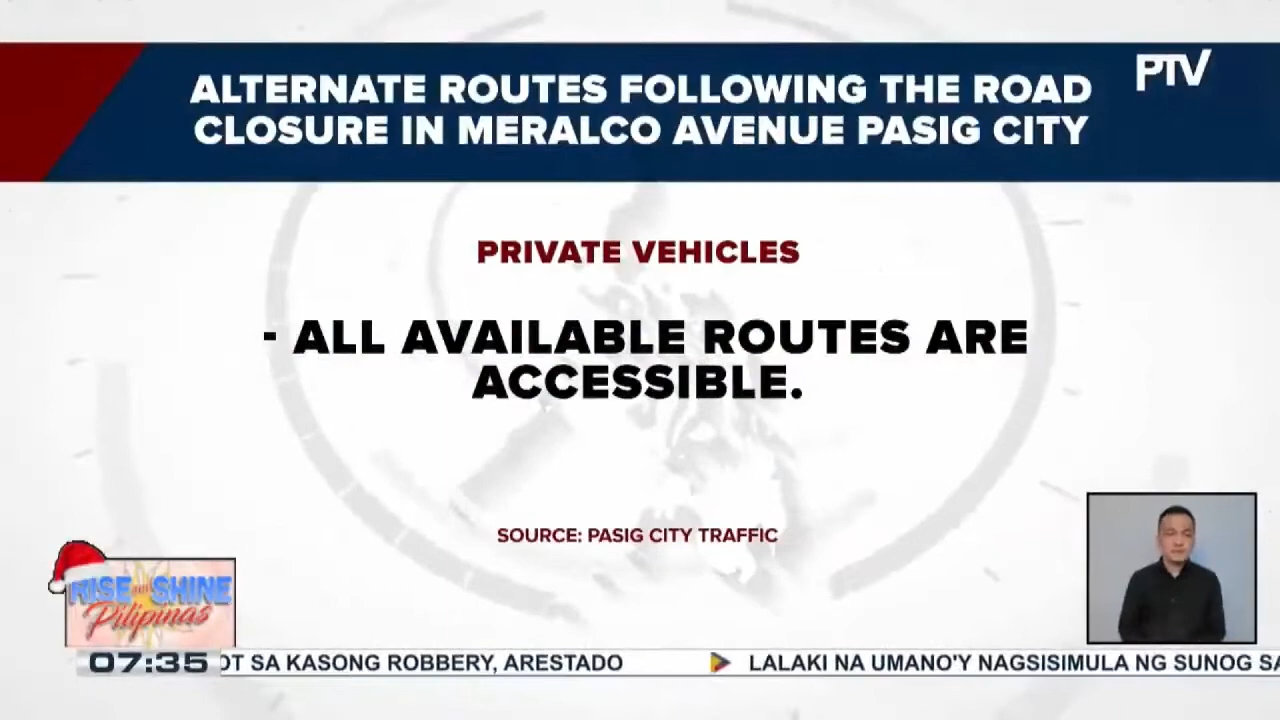 ALTERNATE ROUTES FOLLOWING THE ROAD
CLOSURE IN MERALCO AVENUE PASIG CITY
PTV
PRIVATE VEHICLES
- ALL AVAILABLE ROUTES ARE
ACCESSIBLE.
SOURCE: PASIG CITY TRAFFIC
RISE and SHINE
Pilipinas
07:35
OT SA KASONG ROBBERY, ARESTADO
LALAKI NA UMANO'Y NAGSISIMULA NG SUNOG SA